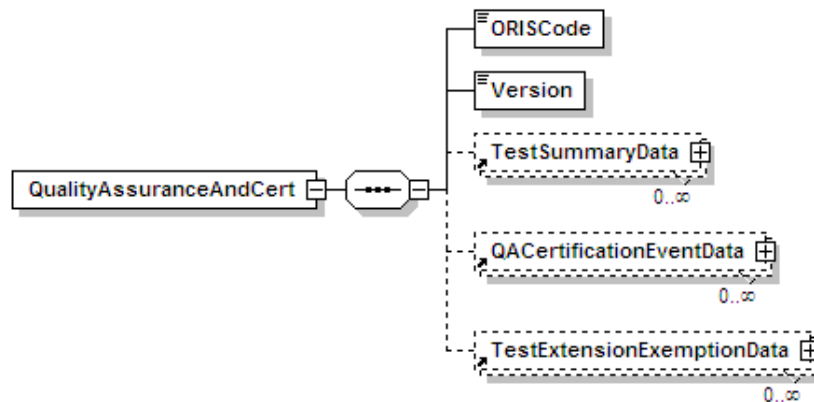 ORISCode
Version
TestSummaryData
0..∞
QualityAssuranceAndCert
QACertificationEventData
0..∞
TestExtensionExemptionData
0..∞